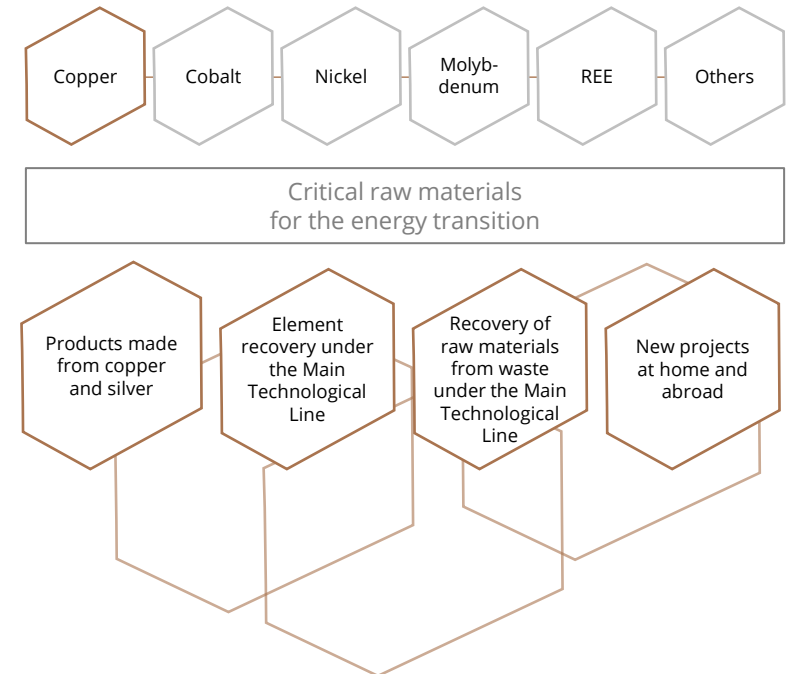 Copper
Cobalt
Nickel
Molyb-
denum
REE
Others
Critical raw materials
for the energy transition
Products made
from copper
and silver
Element
recovery under
the Main
Technological
Line
Recovery of
raw materials
from waste
under the Main
Technological
Line
New projects
at home and
abroad